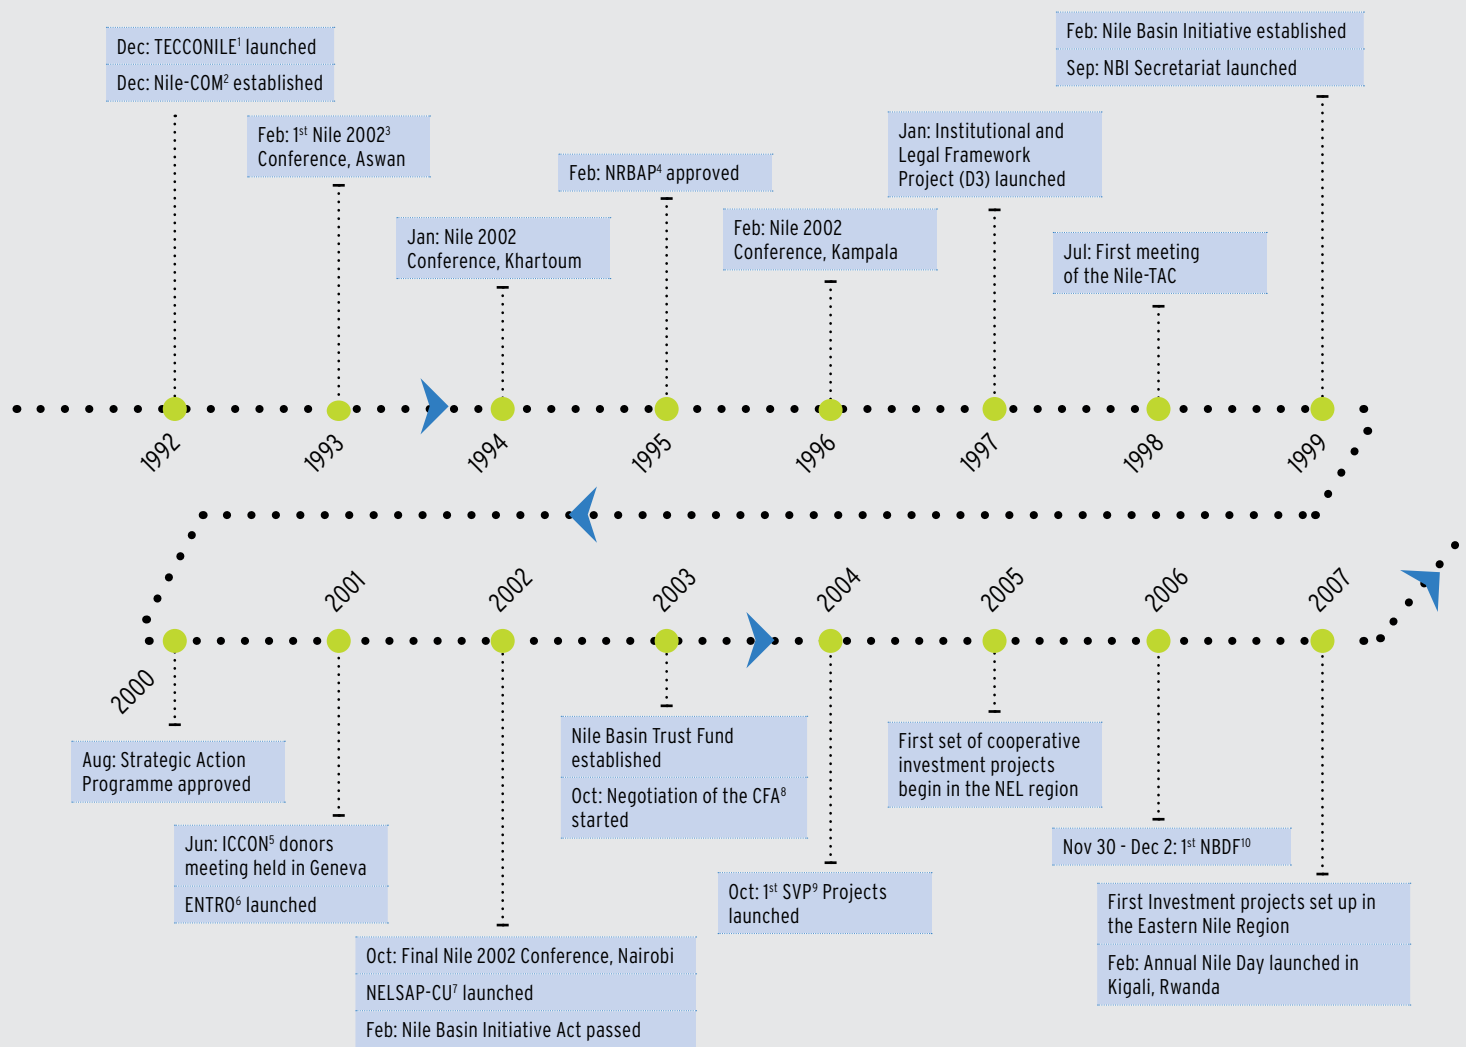 Dec: TECCONILE¹ launched
Dec: Nile-COM² established
Feb: 1st Nile 2002³
Conference, Aswan
Jan: Nile 2002
Conference, Khartoum
Feb: NRBAP⁴ approved
Feb: Nile 2002
Conference, Kampala
Jan: Institutional and
Legal Framework
Project (D3) launched
Jul: First meeting
of the Nile-TAC
Feb: Nile Basin Initiative established
Sep: NBI Secretariat launched
1992
1993
1994
1995
1996
1997
1998
1999
2000
2001
2002
2003
2004
2005
2006
2007
Aug: Strategic Action
Programme approved
Jun: ICCON⁵ donors
meeting held in Geneva
ENTRO⁶ launched
Oct: Final Nile 2002 Conference, Nairobi
NELSAP-CU⁷ launched
Feb: Nile Basin Initiative Act passed
Nile Basin Trust Fund
established
Oct: Negotiation of the CFA⁸
started
Oct: 1st SVP⁹ Projects
launched
First set of cooperative
investment projects
begin in the NEL region
Nov 30 - Dec 2: 1st NBDF¹⁰
First Investment projects set up in
the Eastern Nile Region
Feb: Annual Nile Day launched in
Kigali, Rwanda